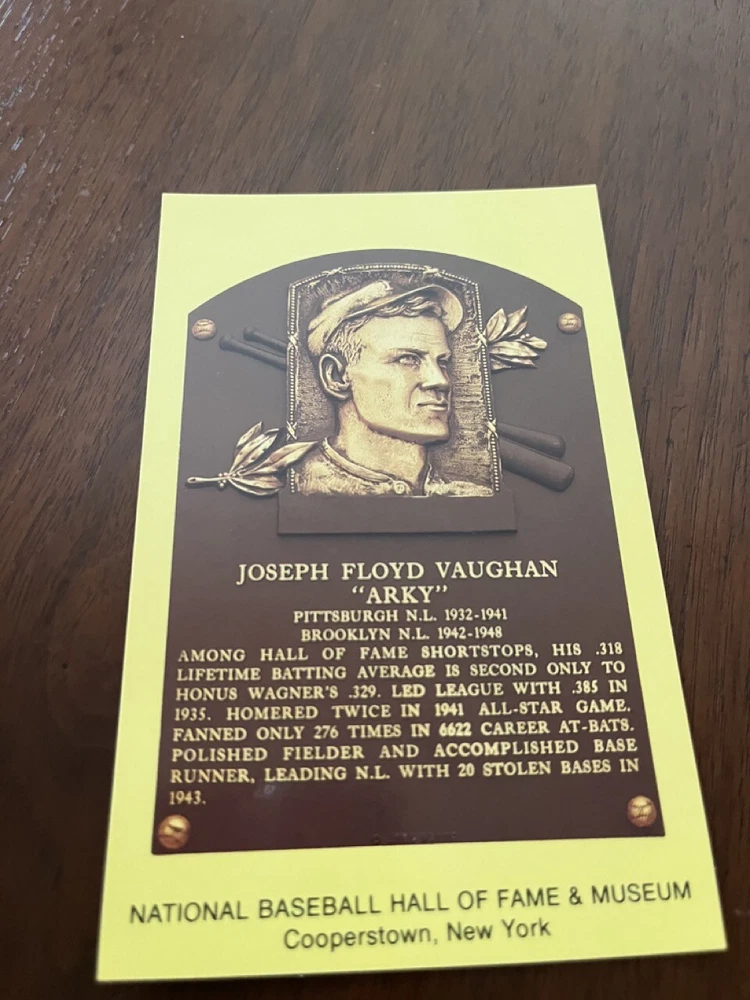 JOSEPH FLOYD VAUGHAN
"ARKY"
PITTSBURGH N.L. 1932-1941
BROOKLYN N.L. 1942-1948
AMONG HALL OF FAME SHORTSTOPS, HIS .318
LIFETIME BATTING AVERAGE IS SECOND ONLY TO
HONUS WAGNER'S .329. LED LEAGUE WITH .385 IN
1935. HOMERED TWICE IN 1941 ALL-STAR GAME.
FANNED ONLY 276 TIMES IN 6622 CAREER AT-BATS.
POLISHED FIELDER AND ACCOMPLISHED BASE
RUNNER, LEADING N.L. WITH 20 STOLEN BASES IN
1943.
NATIONAL BASEBALL HALL OF FAME & MUSEUM
Cooperstown, New York